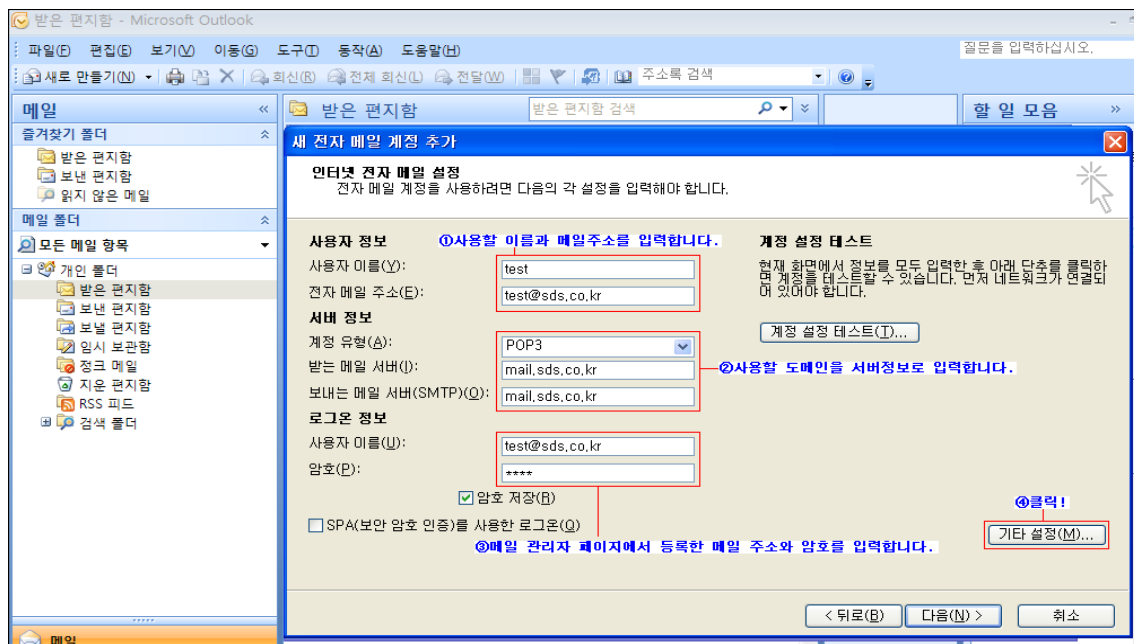 받은 편지함 - Microsoft Outlook
파일(F) 편집(E) 보기(V) 이동(G) 도구(T) 동작(A) 도움말(H)
질문을 입력하십시오.
새로 만들기(N) 회신(R) 전체 회신(L) 전달(W) 주소록 검색
메일
받은 편지함
받은 편지함 검색
할 일 모음
즐겨찾기 폴더
받은 편지함
보낸 편지함
읽지 않은 메일
메일 폴더
모든 메일 항목
개인 폴더
받은 편지함
보낸 편지함
보낼 편지함
임시 보관함
정크 메일
지운 편지함
RSS 피드
검색 폴더
메일
새 전자 메일 계정 추가
인터넷 전자 메일 설정
전자 메일 계정을 사용하려면 다음의 각 설정을 입력해야 합니다.
사용자 정보
①사용할 이름과 메일주소를 입력합니다.
사용자 이름(Y): test
전자 메일 주소(E): test@sds.co.kr
서버 정보
계정 유형(A): POP3
받는 메일 서버(I): mail.sds.co.kr
②사용할 도메인을 서버정보로 입력합니다.
보내는 메일 서버(SMTP)(O): mail.sds.co.kr
로그온 정보
사용자 이름(U): test@sds.co.kr
암호(P): ****
암호 저장(R)
SPA(보안 암호 인증)를 사용한 로그온(Q)
③메일 관리자 페이지에서 등록한 메일 주소와 암호를 입력합니다.
계정 설정 테스트
현재 화면에서 정보를 모두 입력한 후 아래 단추를 클릭하
면 계정을 테스트할 수 있습니다. 먼저 네트워크가 연결되
어 있어야 합니다.
계정 설정 테스트(T)...
④클릭!
기타 설정(M)...
< 뒤로(B) 다음(N) > 취소